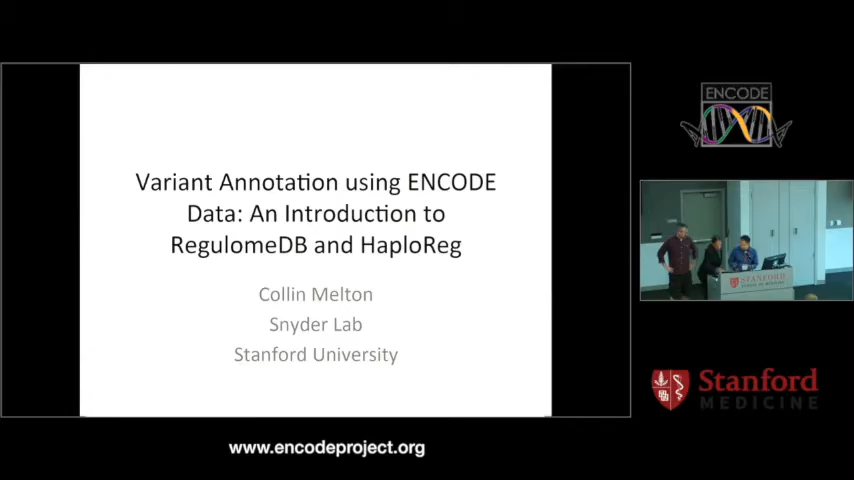 Variant Annotation using ENCODE
Data: An Introduction to
RegulomeDB and HaploReg
Collin Melton
Snyder Lab
Stanford University
ENCODE
STANFORD
Stanford
MEDICINE
www.encodeproject.org